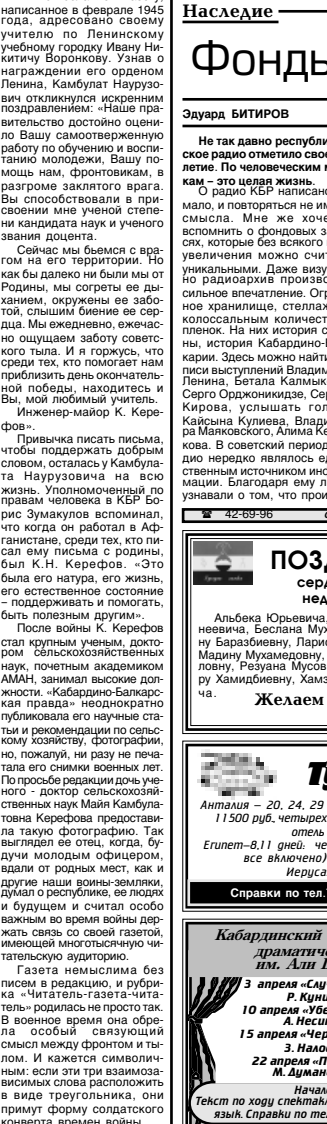 написанное в феврале 1945
года, адресовано своему
учителю по Ленинскому
учебному городку Ивану Ни-
китичу Воронкову. Узнав о
награждении его орденом
Ленина, Камбулат Наурузо-
вич откликнулся искренним
поздравлением: «Наше пра-
вительство достойно оцени-
ло Вашу самоотверженную
работу по обучению и воспи-
танию молодежи, Вашу по-
мощь нам, фронтовикам, в
разгроме заклятого врага.
Вы способствовали в при-
своении мне ученой степе-
ни кандидата наук и ученого
звания доцента.
Сейчас мы бьемся с вра-
гом на его территории. Но
как бы далеко ни были мы от
Родины, мы согреты ее ды-
ханием, окружены ее забо-
той, слышим биение ее сер-
дца. Мы ежедневно, ежечас-
но ощущаем заботу советс-
кого тыла. И я горжусь, что
среди тех, кто помогает нам
приблизить день окончатель-
ной победы, находитесь и
Вы, мой любимый учитель.
Инженер-майор К. Кере-
фов».
Привычка писать письма,
чтобы поддержать добрым
словом, осталась у Камбула-
та Наурузовича на всю
жизнь. Уполномоченный по
правам человека в КБР Бо-
рис Зумакулов вспоминал,
что когда он работал в Аф-
ганистане, среди тех, кто пи-
сал ему письма с родины,
был К.Н. Керефов. «Это
была его натура, его жизнь,
его естественное состояние
– поддерживать и помогать,
быть полезным другим».
После войны К. Керефов
стал крупным ученым, докто-
ром сельскохозяйственных
наук, почетным академиком
АМАН, занимал высокие дол-
жности. «Кабардино-Балкарс-
кая правда» неоднократно
публиковала его научные ста-
тьи и рекомендации по сельс-
кому хозяйству, фотографии,
но, пожалуй, ни разу не печа-
тала его снимки военных лет.
По просьбе редакции дочь уче-
ного - доктор сельскохозяй-
ственных наук Майя Камбула-
товна Керефова предостави-
ла такую фотографию. Так
выглядел ее отец, когда, бу-
дучи молодым офицером,
вдали от родных мест, как и
другие наши воины-земляки,
думал о республике, ее людях
и будущем и считал особо
важным во время войны дер-
жать связь со своей газетой,
имеющей многотысячную чи-
тательскую аудиторию.
Газета немыслима без
писем в редакцию, и рубри-
ка «Читатель-газета-чита-
тель» родилась не просто так.
В военное время она обре-
ла особый связующий
смысл между фронтом и ты-
лом. И кажется символич-
ным: если эти три взаимоза-
висимых слова расположить
в виде треугольника, они
примут форму солдатского
конверта времен войны.
Наследие
Фонды
Эдуард БИТИРОВ
Не так давно республи
ское радио отметило свое
летие. По человеческим м
кам – это целая жизнь.
О радио КБР написано
мало, и повторяться не им
смысла. Мне же хоче
вспомнить о фондовых з
сях, которые без всякого
увеличения можно счит
уникальными. Даже визу
но радиоархив произво
сильное впечатление. Огр
ное хранилище, стеллаж
колоссальным количест
пленок. На них история с
ны, история Кабардино-Б
карии. Здесь можно найти
писи выступлений Владим
Ленина, Бетала Калмык
Серго Орджоникидзе, Сер
Кирова, услышать гол
Кайсына Кулиева, Влади
ра Маяковского, Алима Ке
кова. В советский период
дио нередко являлось ед
ственным источником инс
мации. Благодаря ему л
узнавали о том, что прои
☎ 42-69-96
ПОЗД
серд
нед
Альбека Юрьевича,
неевича, Беслана Мух
ну Баразбиевну, Ларис
Мадину Мухамедовну,
ловну, Резуана Мусов
ру Хамидбиевну, Хамз
ча.
Желаем
Анталия – 20, 24, 29
11500 руб., четырех
отель
Египет–8,11 дней: че
все включено)
Иеруса
Справки по тел.
Кабардинский
драматиче
им. Али
3 апреля «Слу
Р. Куни
10 апреля «Убе
А. Несин
15 апреля «Чер
З. Нало
22 апреля «П
М. Думан
Начал
Текст по ходу спектакл
язык. Справки по те